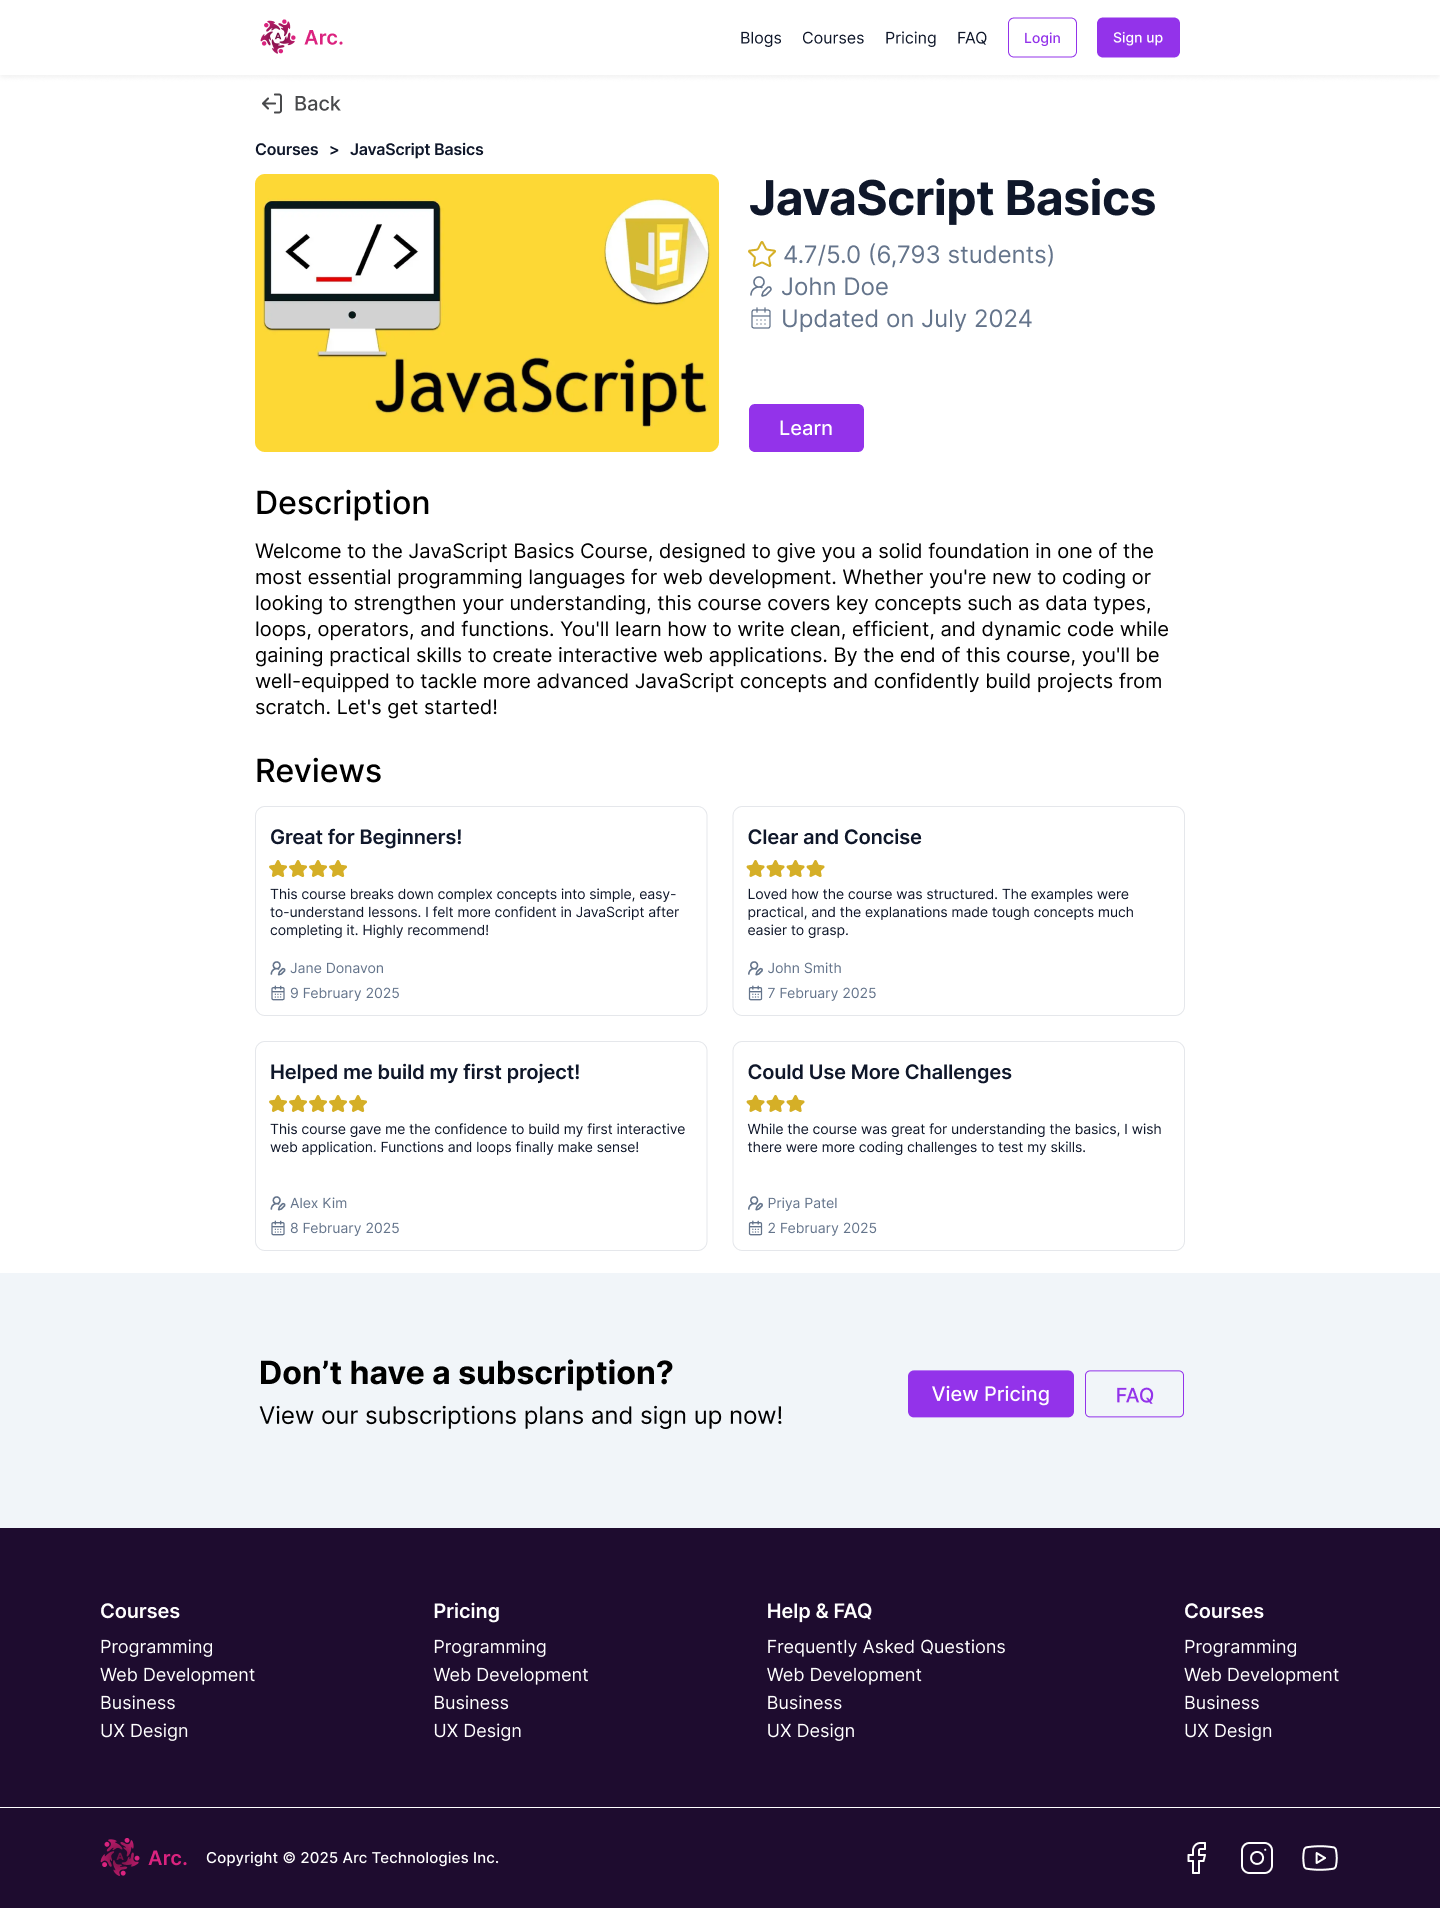 Arc.
Blogs Courses Pricing FAQ Login Sign up
Back
Courses > JavaScript Basics
<_/>
JS
JavaScript
JavaScript Basics
4.7/5.0 (6,793 students)
John Doe
Updated on July 2024
Learn
Description
Welcome to the JavaScript Basics Course, designed to give you a solid foundation in one of the
most essential programming languages for web development. Whether you're new to coding or
looking to strengthen your understanding, this course covers key concepts such as data types,
loops, operators, and functions. You'll learn how to write clean, efficient, and dynamic code while
gaining practical skills to create interactive web applications. By the end of this course, you'll be
well-equipped to tackle more advanced JavaScript concepts and confidently build projects from
scratch. Let's get started!
Reviews
Great for Beginners!
This course breaks down complex concepts into simple, easy-
to-understand lessons. I felt more confident in JavaScript after
completing it. Highly recommend!
Jane Donavon
9 February 2025
Clear and Concise
Loved how the course was structured. The examples were
practical, and the explanations made tough concepts much
easier to grasp.
John Smith
7 February 2025
Helped me build my first project!
This course gave me the confidence to build my first interactive
web application. Functions and loops finally make sense!
Alex Kim
8 February 2025
Could Use More Challenges
While the course was great for understanding the basics, I wish
there were more coding challenges to test my skills.
Priya Patel
2 February 2025
Don’t have a subscription?
View our subscriptions plans and sign up now!
View Pricing
FAQ
Courses
Programming
Web Development
Business
UX Design
Pricing
Programming
Web Development
Business
UX Design
Help & FAQ
Frequently Asked Questions
Web Development
Business
UX Design
Courses
Programming
Web Development
Business
UX Design
Arc.
Copyright © 2025 Arc Technologies Inc.